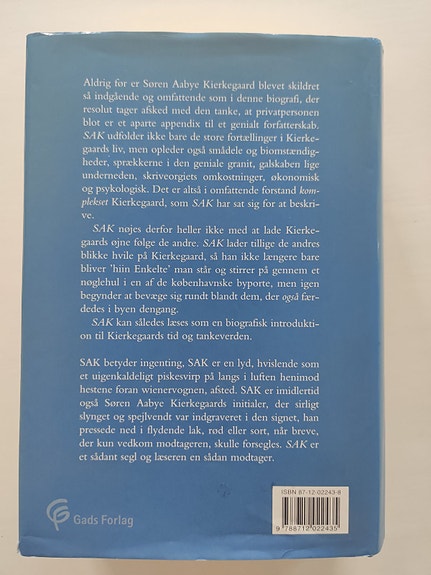 Aldrig før er Søren Aabye Kierkegaard blevet skildret
så indgående og omfattende som i denne biografi, der
resolut tager afsked med den tanke, at privatpersonen
blot er et aparte appendix til et genialt forfatterskab.
SAK udfolder ikke bare de store fortællinger i Kierke-
gaards liv, men opleder også smådele og biomstændig-
heder, sprækkerne i den geniale granit, galskaben lige
underneden, skriveorgiets omkostninger, økonomisk
og psykologisk. Det er altså i omfattende forstand kom-
plekset Kierkegaard, som SAK har sat sig for at beskri-
ve.
SAK nøjes derfor heller ikke med at lade Kierke-
gaards øjne følge de andre. SAK lader tillige de andres
blikke hvile på Kierkegaard, så han ikke længere bare
bliver 'hiin Enkelte' man står og stirrer på gennem et
nøglehul i en af de københavnske byporte, men igen
begynder at bevæge sig rundt blandt dem, der også fær-
dedes i byen dengang.
SAK kan således læses som en biografisk introdukti-
on til Kierkegaards tid og tankeverden.
SAK betyder ingenting, SAK er en lyd, hvislende som
et uigenkaldeligt piskesvirp på langs i luften henimod
hestene foran wienervognen, afsted. SAK er imidlertid
også Søren Aabye Kierkegaards initialer, der sirligt
slynget og spejlvendt var indgraveret i den signet, han
pressede ned i flydende lak, rød eller sort, når breve,
der kun vedkom modtageren, skulle forsegles. SAK er
et sådant segl og læseren en sådan modtager.
ISBN 87-12-02243-8
9 788712 022435
Gads Forlag